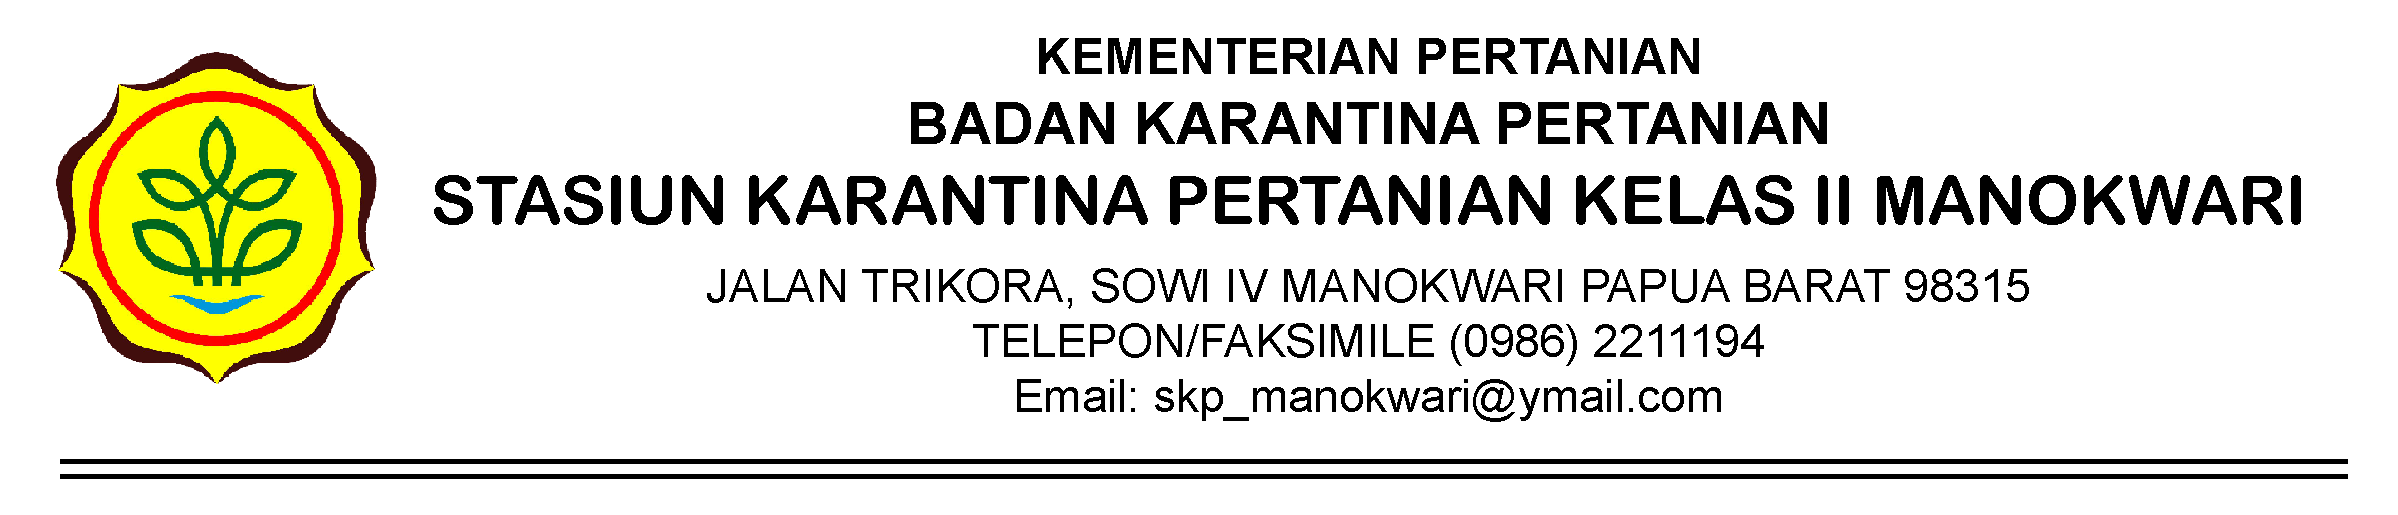 KEMENTERIAN PERTANIAN
BADAN KARANTINA PERTANIAN
STASIUN KARANTINA PERTANIAN KELAS II MANOKWARI
JALAN TRIKORA, SOWI IV MANOKWARI PAPUA BARAT 98315
TELEPON/FAKSIMILE (0986) 2211194
Email: skp_manokwari@ymail.com